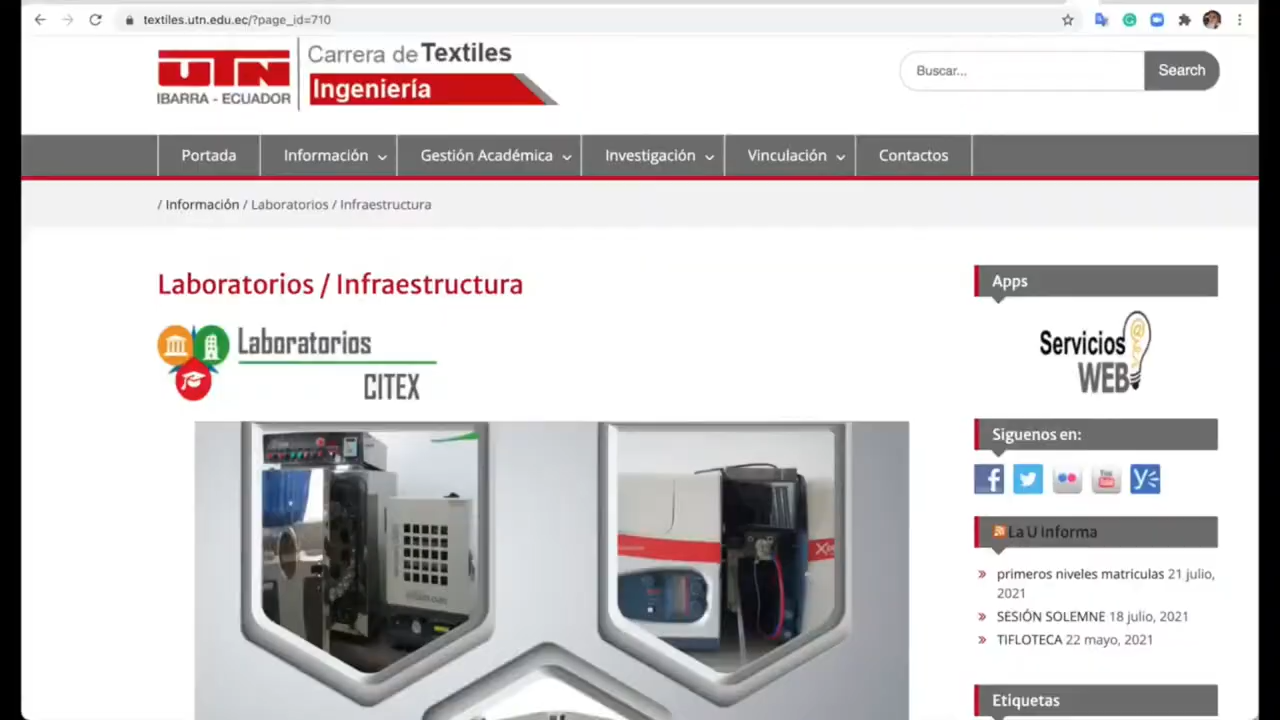 textiles.utn.edu.ec/?page_id=710
UTN
IBARRA - ECUADOR
Carrera de Textiles
Ingeniería
Buscar...
Search
Portada
Información
Gestión Académica
Investigación
Vinculación
Contactos
/ Información / Laboratorios / Infraestructura
Laboratorios / Infraestructura
Laboratorios
CITEX
Apps
Servicios
WEB
Siguenos en:
La U Informa
primeros niveles matriculas 21 julio,
2021
SESIÓN SOLEMNE 18 julio, 2021
TIFLOTECA 22 mayo, 2021
Etiquetas